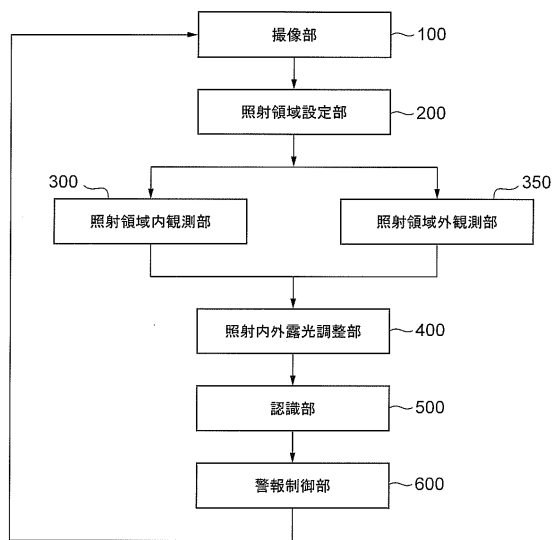 撮像部
100
照射領域設定部
200
300
350
照射領域内観測部
照射領域外観測部
照射内外露光調整部
400
認識部
500
警報制御部
600